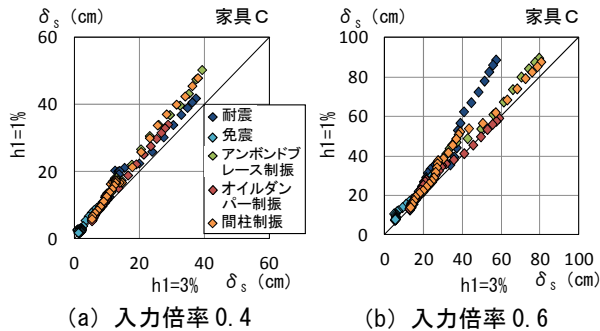 δs (cm) 家具C
60
40
20
0
h1=1%
0 20 40 60
h1=3% δs (cm)
耐震
免震
アンボンドブ
レース制振
オイルダン
パー制振
間柱制振
(a) 入力倍率 0.4
δs (cm) 家具C
100
80
60
40
20
0
h1=1%
0 20 40 60 80 100
h1=3% δs (cm)
(b) 入力倍率 0.6